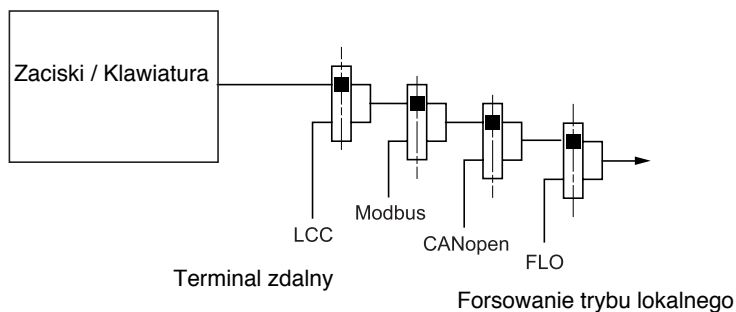 Zaciski / Klawiatura
LCC
Modbus
CANopen
FLO
Terminal zdalny
Forsowanie trybu lokalnego